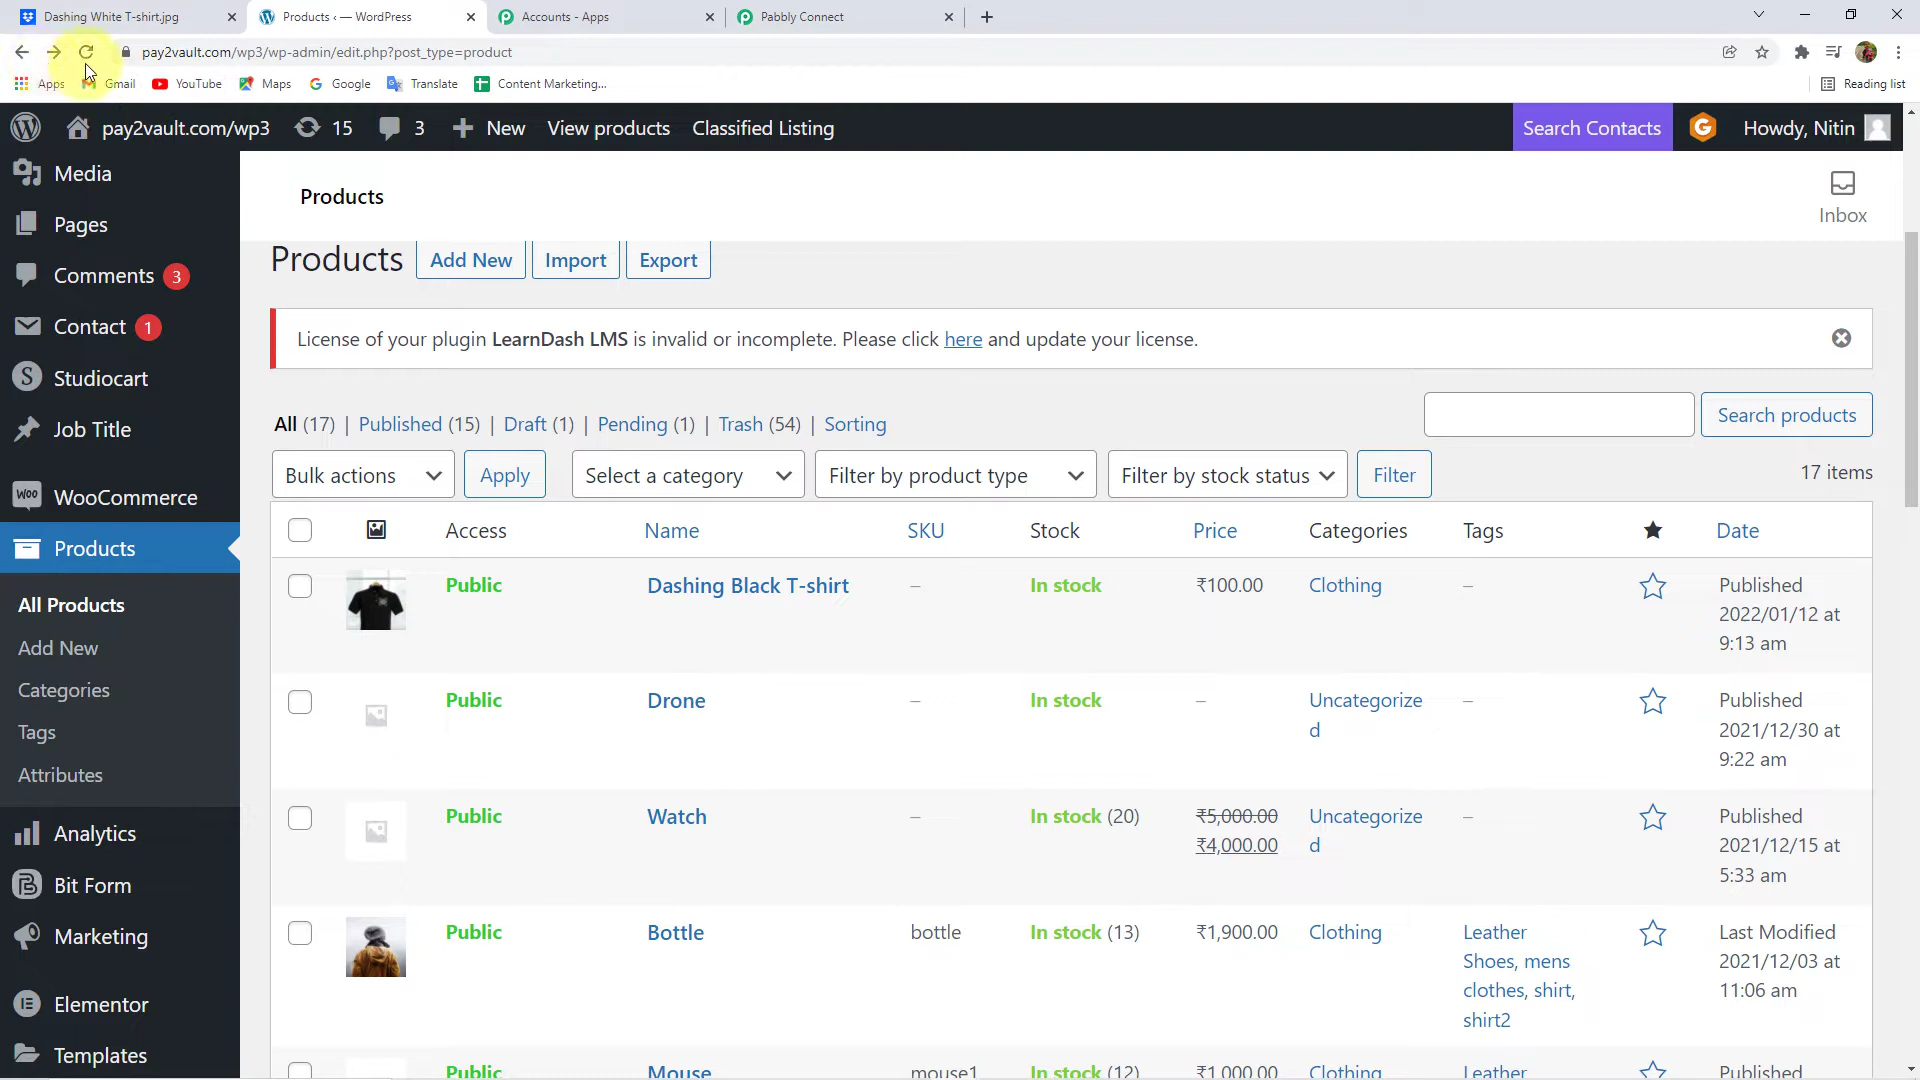 Dashing White T-shirt.jpg
Products ‹ — WordPress
Accounts - Apps
Pabbly Connect
pay2vault.com/wp3/wp-admin/edit.php?post_type=product
Apps Gmail YouTube Maps Google Translate Content Marketing... Reading list
pay2vault.com/wp3 15 3 New View products Classified Listing Search Contacts Howdy, Nitin
Media
Pages
Comments 3
Contact 1
Studiocart
Job Title
WooCommerce
Products
All Products
Add New
Categories
Tags
Attributes
Analytics
Bit Form
Marketing
Elementor
Templates
Products
Inbox
Products Add New Import Export
License of your plugin LearnDash LMS is invalid or incomplete. Please click here and update your license.
All (17) | Published (15) | Draft (1) | Pending (1) | Trash (54) | Sorting
Search products
Bulk actions Apply Select a category Filter by product type Filter by stock status Filter 17 items
Access Name SKU Stock Price Categories Tags Date
Public Dashing Black T-shirt – In stock ₹100.00 Clothing – Published
2022/01/12 at
9:13 am
Public Drone – In stock – Uncategorize – Published
d 2021/12/30 at
9:22 am
Public Watch – In stock (20) ₹5,000.00 Uncategorize – Published
₹4,000.00 d 2021/12/15 at
5:33 am
Public Bottle bottle In stock (13) ₹1,900.00 Clothing Leather Last Modified
Shoes, mens 2021/12/03 at
clothes, shirt, 11:06 am
shirt2
Public Mouse mouse1 In stock (12) ₹1,000.00 Clothing Leather Published